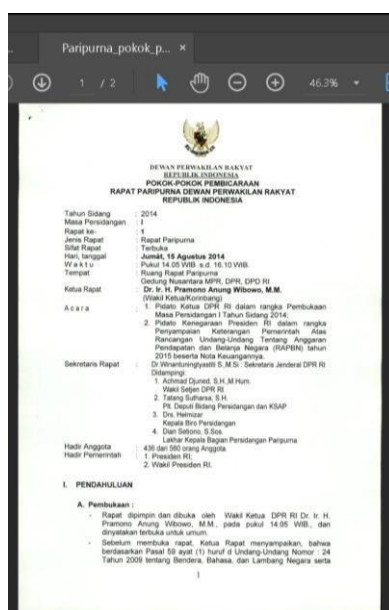 Paripurna_pokok_p... ×
1 / 2
46.3%
DEWAN PERWAKILAN RAKYAT
REPUBLIK INDONESIA
POKOK-POKOK PEMBICARAAN
RAPAT PARIPURNA DEWAN PERWAKILAN RAKYAT
REPUBLIK INDONESIA
Tahun Sidang : 2014
Masa Persidangan : I
Rapat ke- : 1
Jenis Rapat : Rapat Paripurna
Sifat Rapat : Terbuka
Hari, tanggal : Jumat, 15 Agustus 2014
W a k t u : Pukul 14.05 WIB s.d. 16.10 WIB.
Tempat : Ruang Rapat Paripurna
Gedung Nusantara MPR, DPR, DPD RI
Ketua Rapat : Dr. Ir. H. Pramono Anung Wibowo, M.M.
(Wakil Ketua/Korinbang)
A c a r a : 1. Pidato Ketua DPR RI dalam rangka Pembukaan
Masa Persidangan I Tahun Sidang 2014;
2. Pidato Kenegaraan Presiden RI dalam rangka
Penyampaian Keterangan Pemerintah Atas
Rancangan Undang-Undang Tentang Anggaran
Pendapatan dan Belanja Negara (RAPBN) tahun
2015 beserta Nota Keuangannya.
Sekretaris Rapat : Dr Winantuningtyastiti S.,M.Si : Sekretaris Jenderal DPR RI
Didampingi:
1. Achmad Djuned, S.H.,M.Hum.
Wakil Setjen DPR RI
2. Tatang Sutharsa, S.H.
Plt. Deputi Bidang Persidangan dan KSAP
3. Drs. Helmizar
Kepala Biro Persidangan
4. Dian Setiono, S.Sos.
Lakhar Kepala Bagian Persidangan Paripurna
Hadir Anggota : 436 dari 560 orang Anggota.
Hadir Pemerintah : 1. Presiden RI;
2. Wakil Presiden RI.
I. PENDAHULUAN
A. Pembukaan :
- Rapat dipimpin dan dibuka oleh Wakil Ketua DPR RI Dr. Ir. H.
Pramono Anung Wibowo, M.M., pada pukul 14.05 WIB., dan
dinyatakan terbuka untuk umum.
- Sebelum membuka rapat, Ketua Rapat menyampaikan, bahwa
berdasarkan Pasal 59 ayat (1) huruf d Undang-Undang Nomor : 24
Tahun 2009 tentang Bendera, Bahasa, dan Lambang Negara serta
1